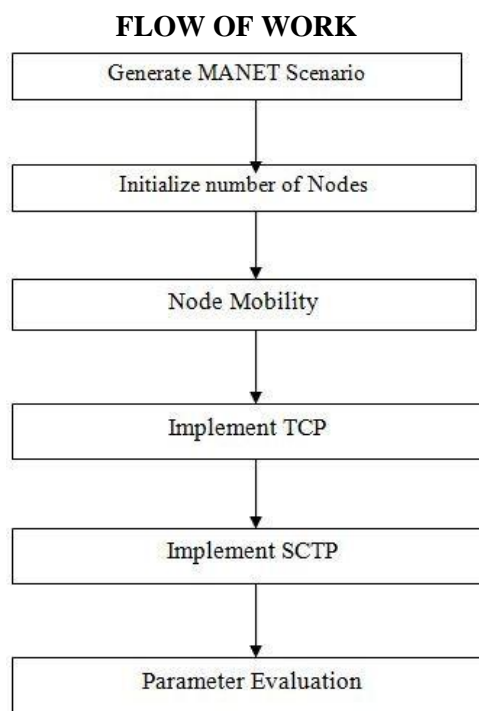 FLOW OF WORK
Generate MANET Scenario
Initialize number of Nodes
Node Mobility
Implement TCP
Implement SCTP
Parameter Evaluation